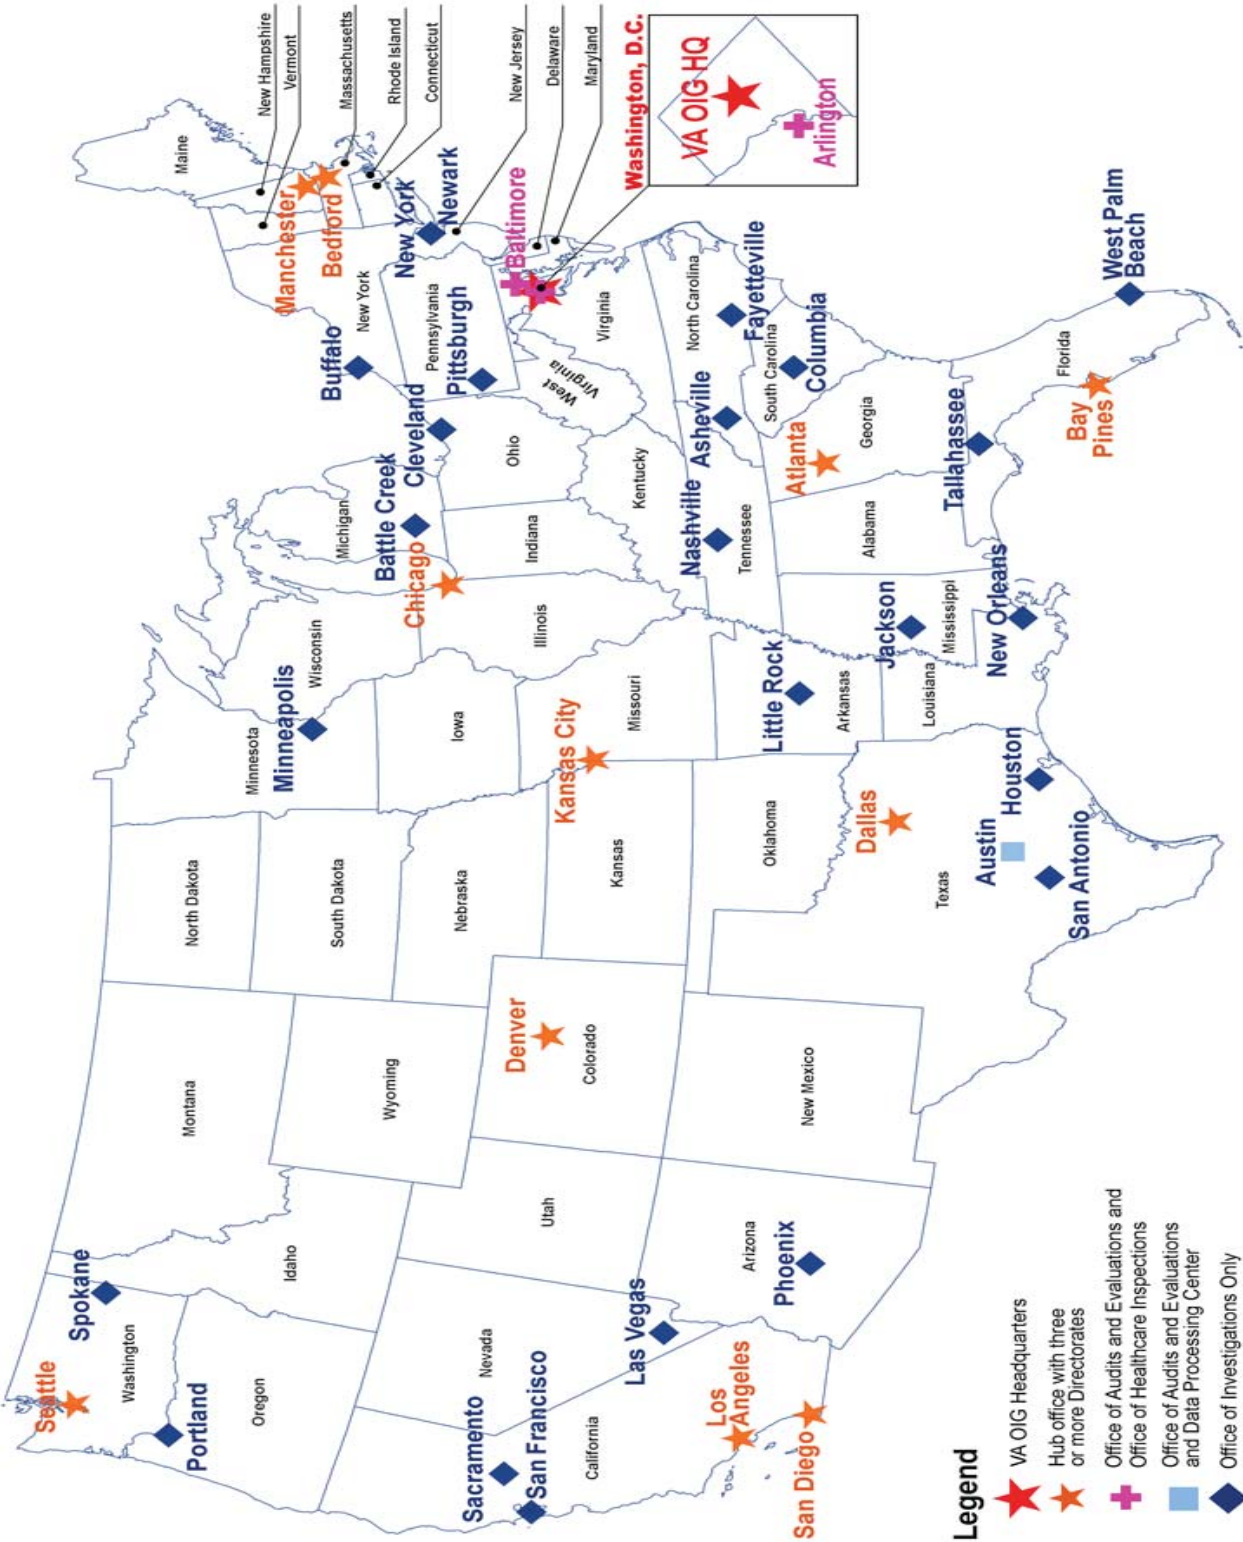 Seattle
Spokane
Washington
Portland
Oregon
Idaho
Montana
North Dakota
Minnesota
Minneapolis
Wisconsin
Michigan
Battle Creek
Chicago
South Dakota
Wyoming
Nebraska
Iowa
Illinois
Indiana
Ohio
Cleveland
Buffalo
New York
Pennsylvania
Pittsburgh
Maine
New Hampshire
Vermont
Massachusetts
Rhode Island
Connecticut
New Jersey
Delaware
Maryland
Manchester
Bedford
New York
Newark
Baltimore
Washington, D.C.
VA OIG HQ
Arlington
Sacramento
San Francisco
California
Nevada
Las Vegas
Utah
Denver
Colorado
Kansas
Kansas City
Missouri
Kentucky
West
Virginia
Virginia
Los
Angeles
San Diego
Arizona
Phoenix
New Mexico
Oklahoma
Little Rock
Arkansas
Nashville
Tennessee
Asheville
North Carolina
Fayetteville
South Carolina
Columbia
Atlanta
Georgia
Alabama
Jackson
Mississippi
Louisiana
New Orleans
Dallas
Texas
Austin
Houston
San Antonio
Tallahassee
Florida
Bay
Pines
West Palm
Beach
Legend
VA OIG Headquarters
Hub office with three
or more Directorates
Office of Audits and Evaluations and
Office of Healthcare Inspections
Office of Audits and Evaluations
and Data Processing Center
Office of Investigations Only